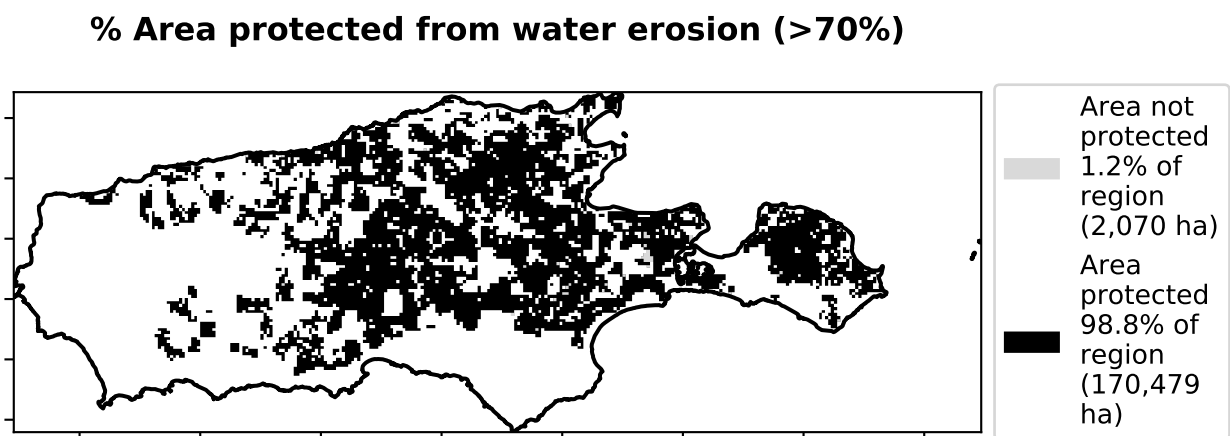 % Area protected from water erosion (>70%)
Area not
protected
1.2% of
region
(2,070 ha)
Area
protected
98.8% of
region
(170,479
ha)